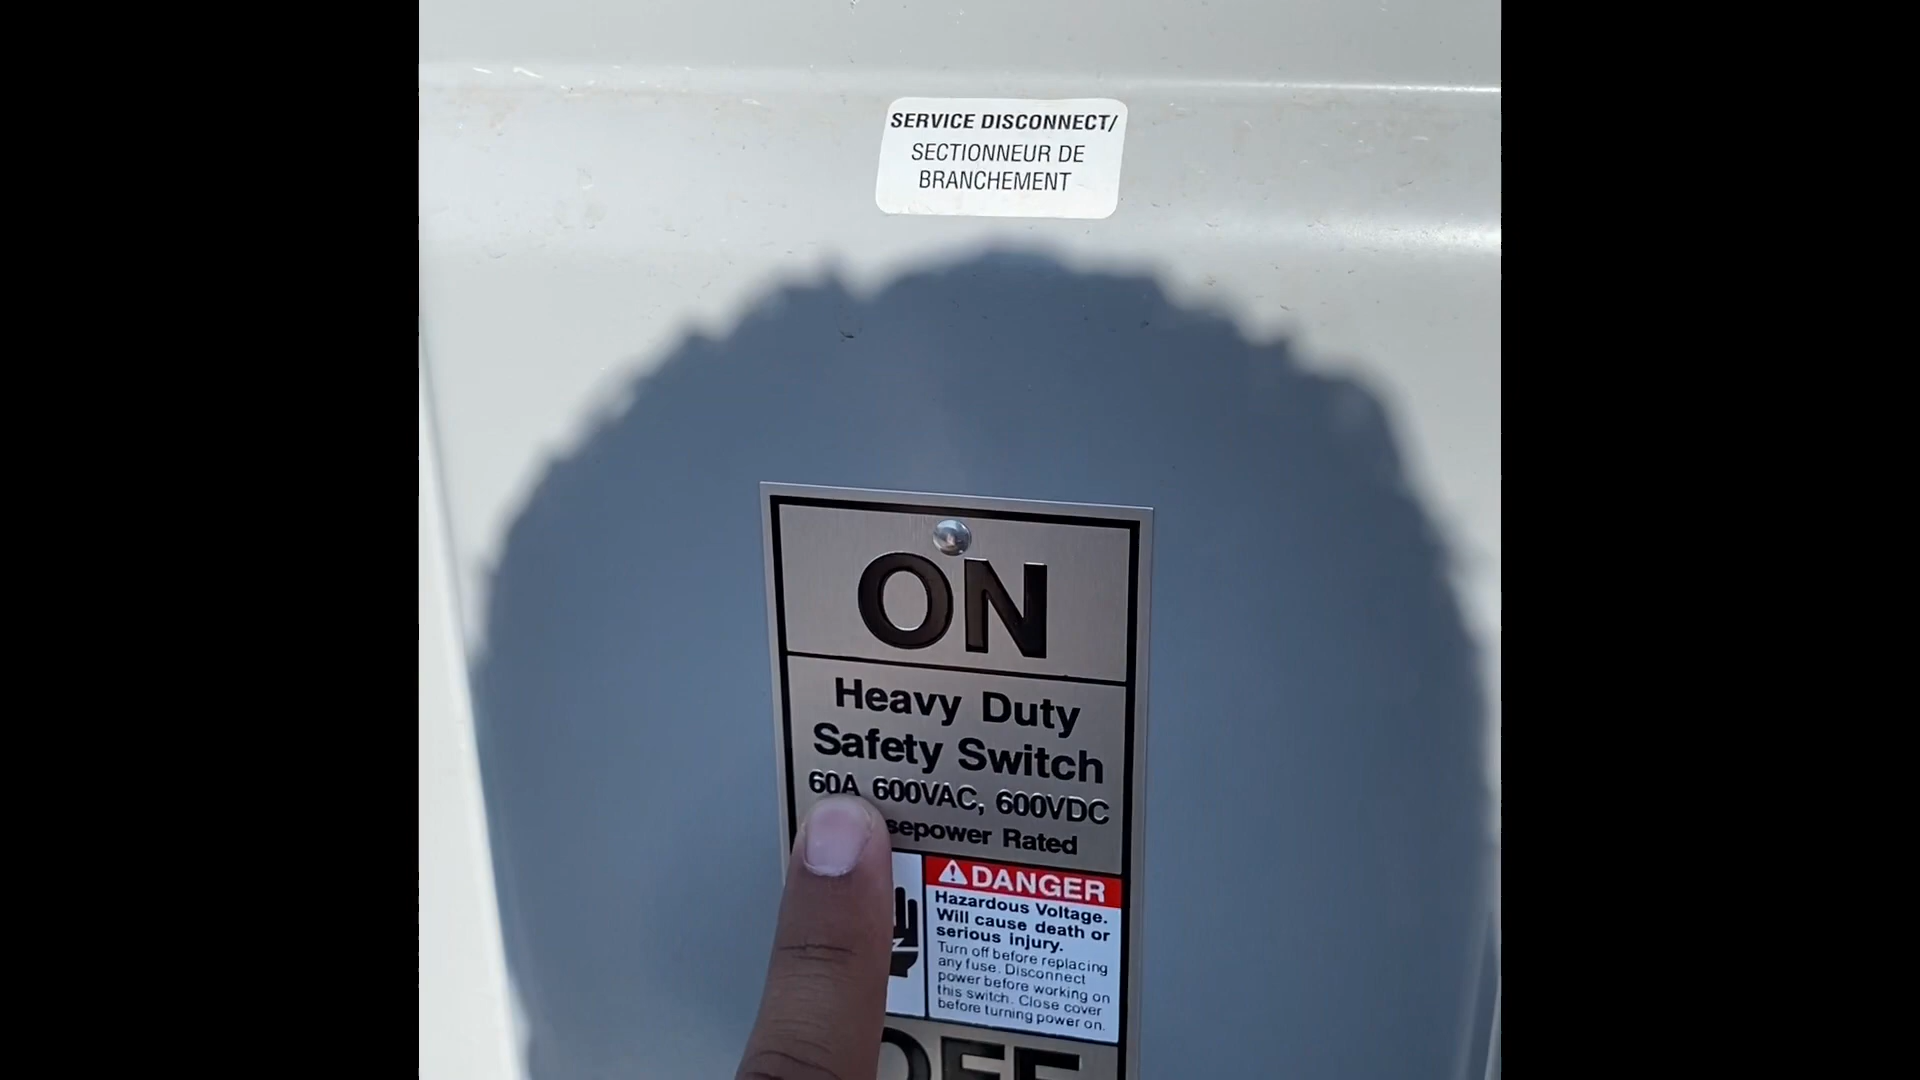 SERVICE DISCONNECT/
SECTIONNEUR DE
BRANCHEMENT
ON
Heavy Duty
Safety Switch
60A 600VAC, 600VDC
Rated
DANGER
Hazardous Voltage.
Will cause death or
serious injury.
Turn off before replacing
any fuse. Disconnect
power before working on
this switch. Close cover
before turning power on.
OFF